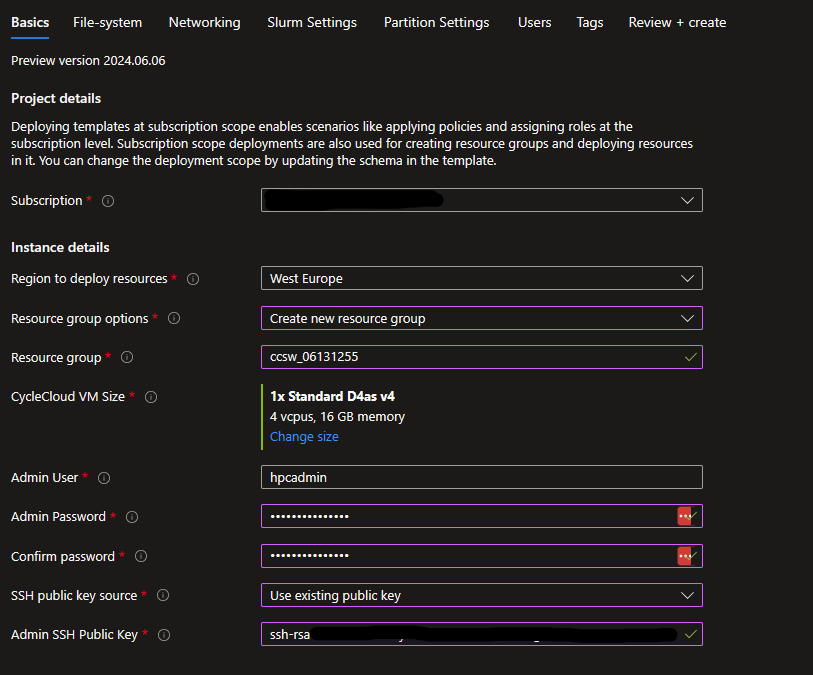 Basics File-system Networking Slurm Settings Partition Settings Users Tags Review + create
Preview version 2024.06.06
Project details
Deploying templates at subscription scope enables scenarios like applying policies and assigning roles at the
subscription level. Subscription scope deployments are also used for creating resource groups and deploying resources
in it. You can change the deployment scope by updating the schema in the template.
Subscription *
Instance details
Region to deploy resources * West Europe
Resource group options * Create new resource group
Resource group * ccsw_06131255
CycleCloud VM Size * 1x Standard D4as v4
4 vcpus, 16 GB memory
Change size
Admin User * hpcadmin
Admin Password * •••••••••••••••
Confirm password * •••••••••••••••
SSH public key source * Use existing public key
Admin SSH Public Key * ssh-rsa